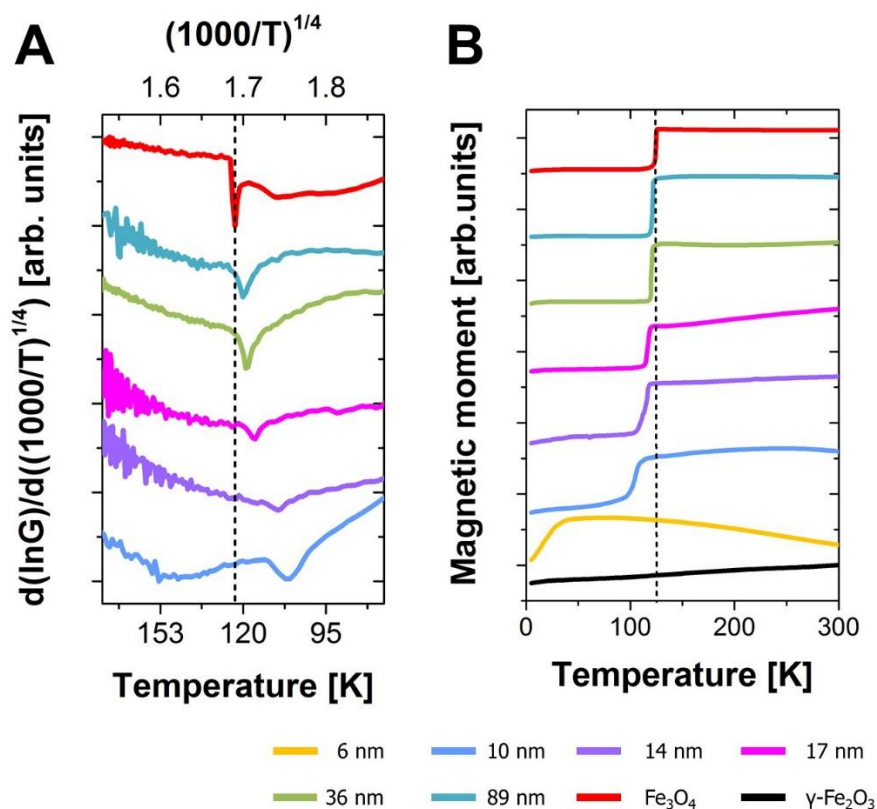 A
(1000/T)^1/4
1.6 1.7 1.8
d(lnG)/d((1000/T)^1/4) [arb. units]
153 120 95
Temperature [K]
B
Magnetic moment [arb.units]
0 100 200 300
Temperature [K]
6 nm 10 nm 14 nm 17 nm
36 nm 89 nm Fe₃O₄ γ-Fe₂O₃